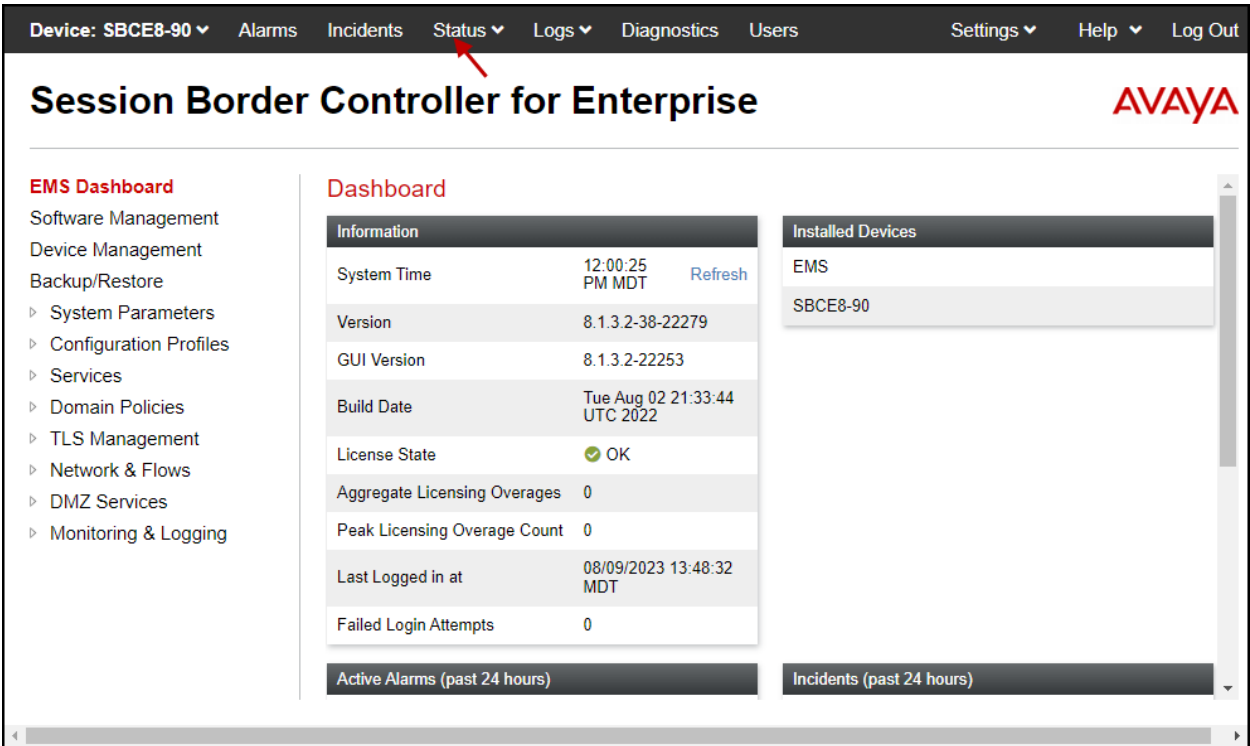 Device: SBCE8-90 Alarms Incidents Status Logs Diagnostics Users Settings Help Log Out
Session Border Controller for Enterprise
AVAYA
EMS Dashboard
Software Management
Device Management
Backup/Restore
System Parameters
Configuration Profiles
Services
Domain Policies
TLS Management
Network & Flows
DMZ Services
Monitoring & Logging
Dashboard
Information
System Time 12:00:25 PM MDT Refresh
Version 8.1.3.2-38-22279
GUI Version 8.1.3.2-22253
Build Date Tue Aug 02 21:33:44 UTC 2022
License State OK
Aggregate Licensing Overages 0
Peak Licensing Overage Count 0
Last Logged in at 08/09/2023 13:48:32 MDT
Failed Login Attempts 0
Installed Devices
EMS
SBCE8-90
Active Alarms (past 24 hours)
Incidents (past 24 hours)